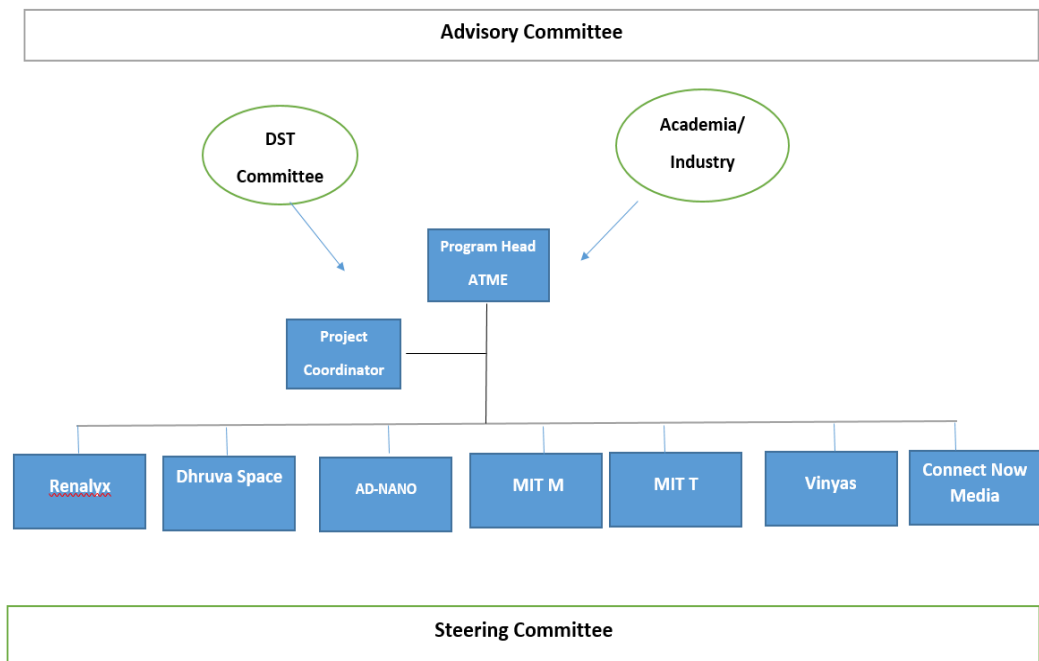 Advisory Committee
DST
Committee
Academia/
Industry
Program Head
ATME
Project
Coordinator
Renalyx
Dhruva Space
AD-NANO
MIT M
MIT T
Vinyas
Connect Now
Media
Steering Committee